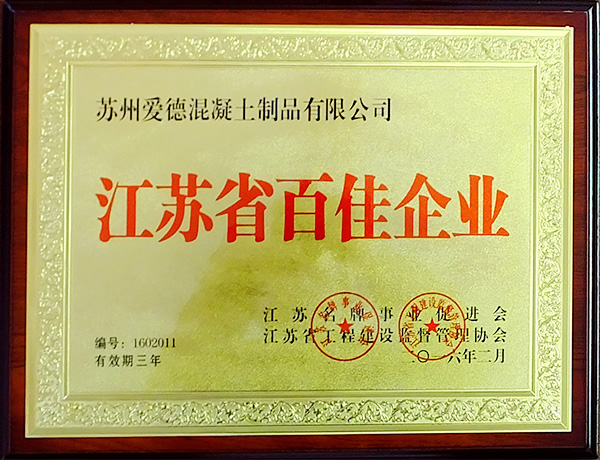 苏州爱德混凝土制品有限公司
江苏省百佳企业
江苏名牌事业促进会
江苏省工程建设监督管理协会
编号：1602011
二〇一六年二月
有效期三年